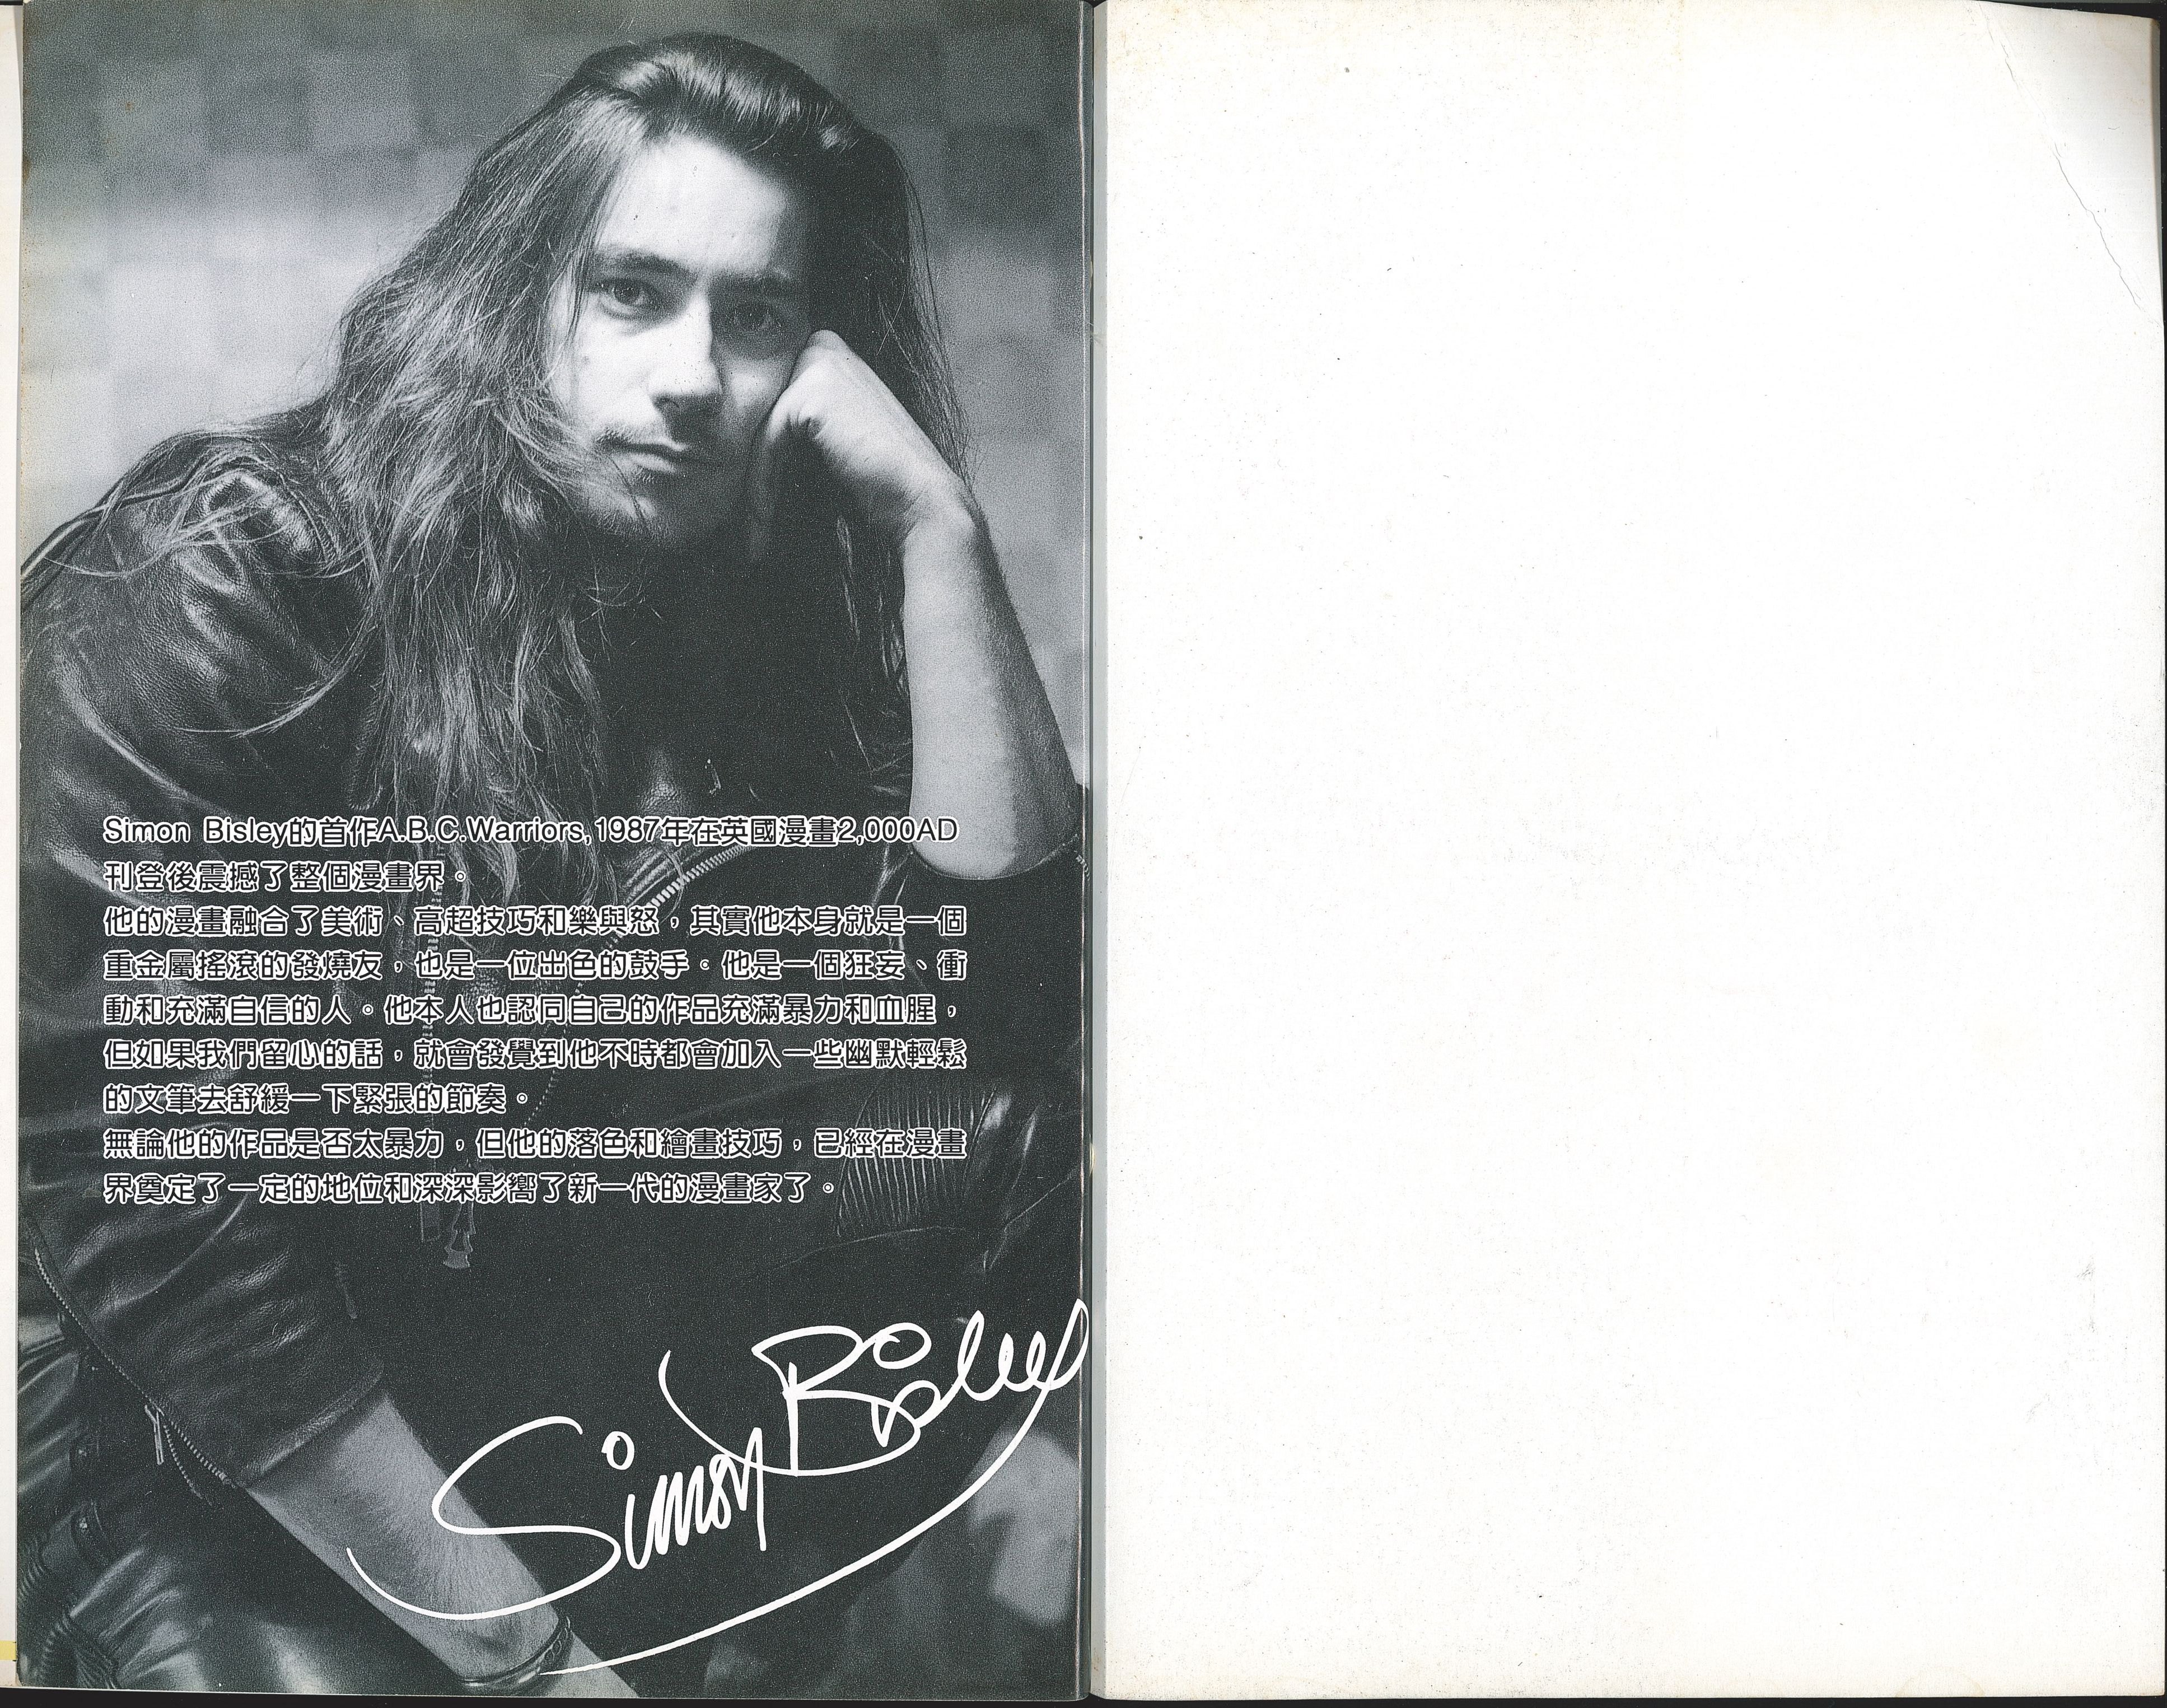 Simon Bisley的首作A.B.C.Warriors,1987年在英國漫畫2,000AD
刊登後震撼了整個漫畫界。
他的漫畫融合了美術、高超技巧和樂與怒,其實他本身就是一個
重金屬搖滾的發燒友,也是一位出色的鼓手。他是一個狂妄、衝
動和充滿自信的人。他本人也認同自己的作品充滿暴力和血腥,
但如果我們留心的話,就會發覺到他不時都會加入一些幽默輕鬆
的文筆去舒緩一下緊張的節奏。
無論他的作品是否太暴力,但他的落色和繪畫技巧,已經在漫畫
界奠定了一定的地位和深深影響了新一代的漫畫家了。
Simon Bisley